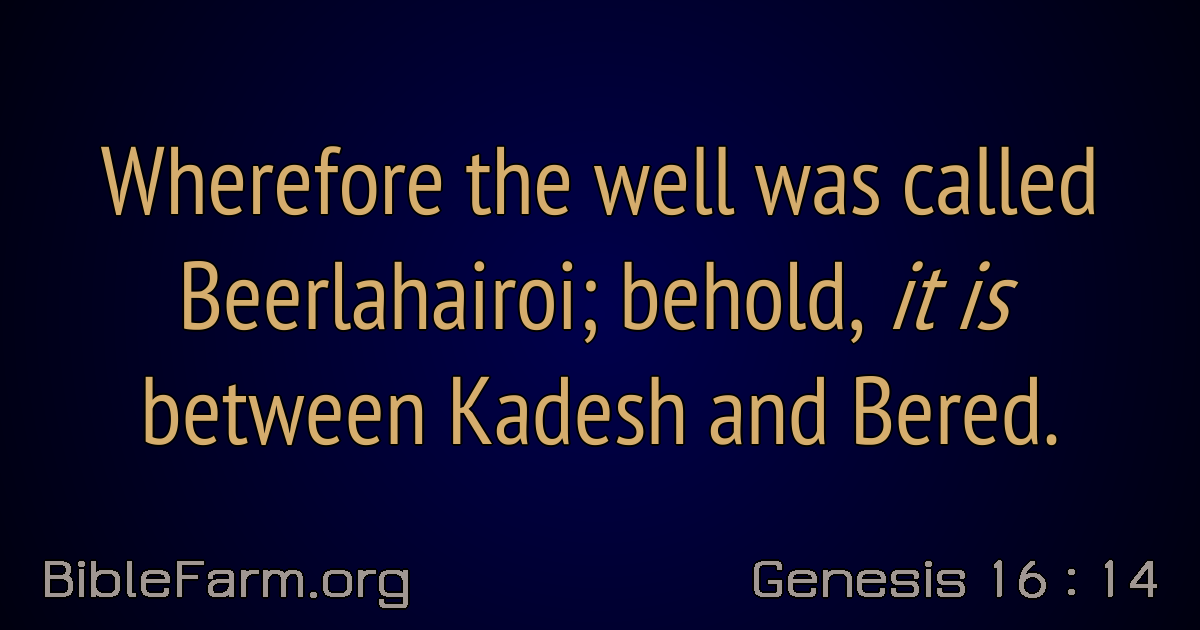 Wherefore the well was called
Beerlahairoi; behold, it is
between Kadesh and Bered.
BibleFarm.org
Genesis 16 : 14